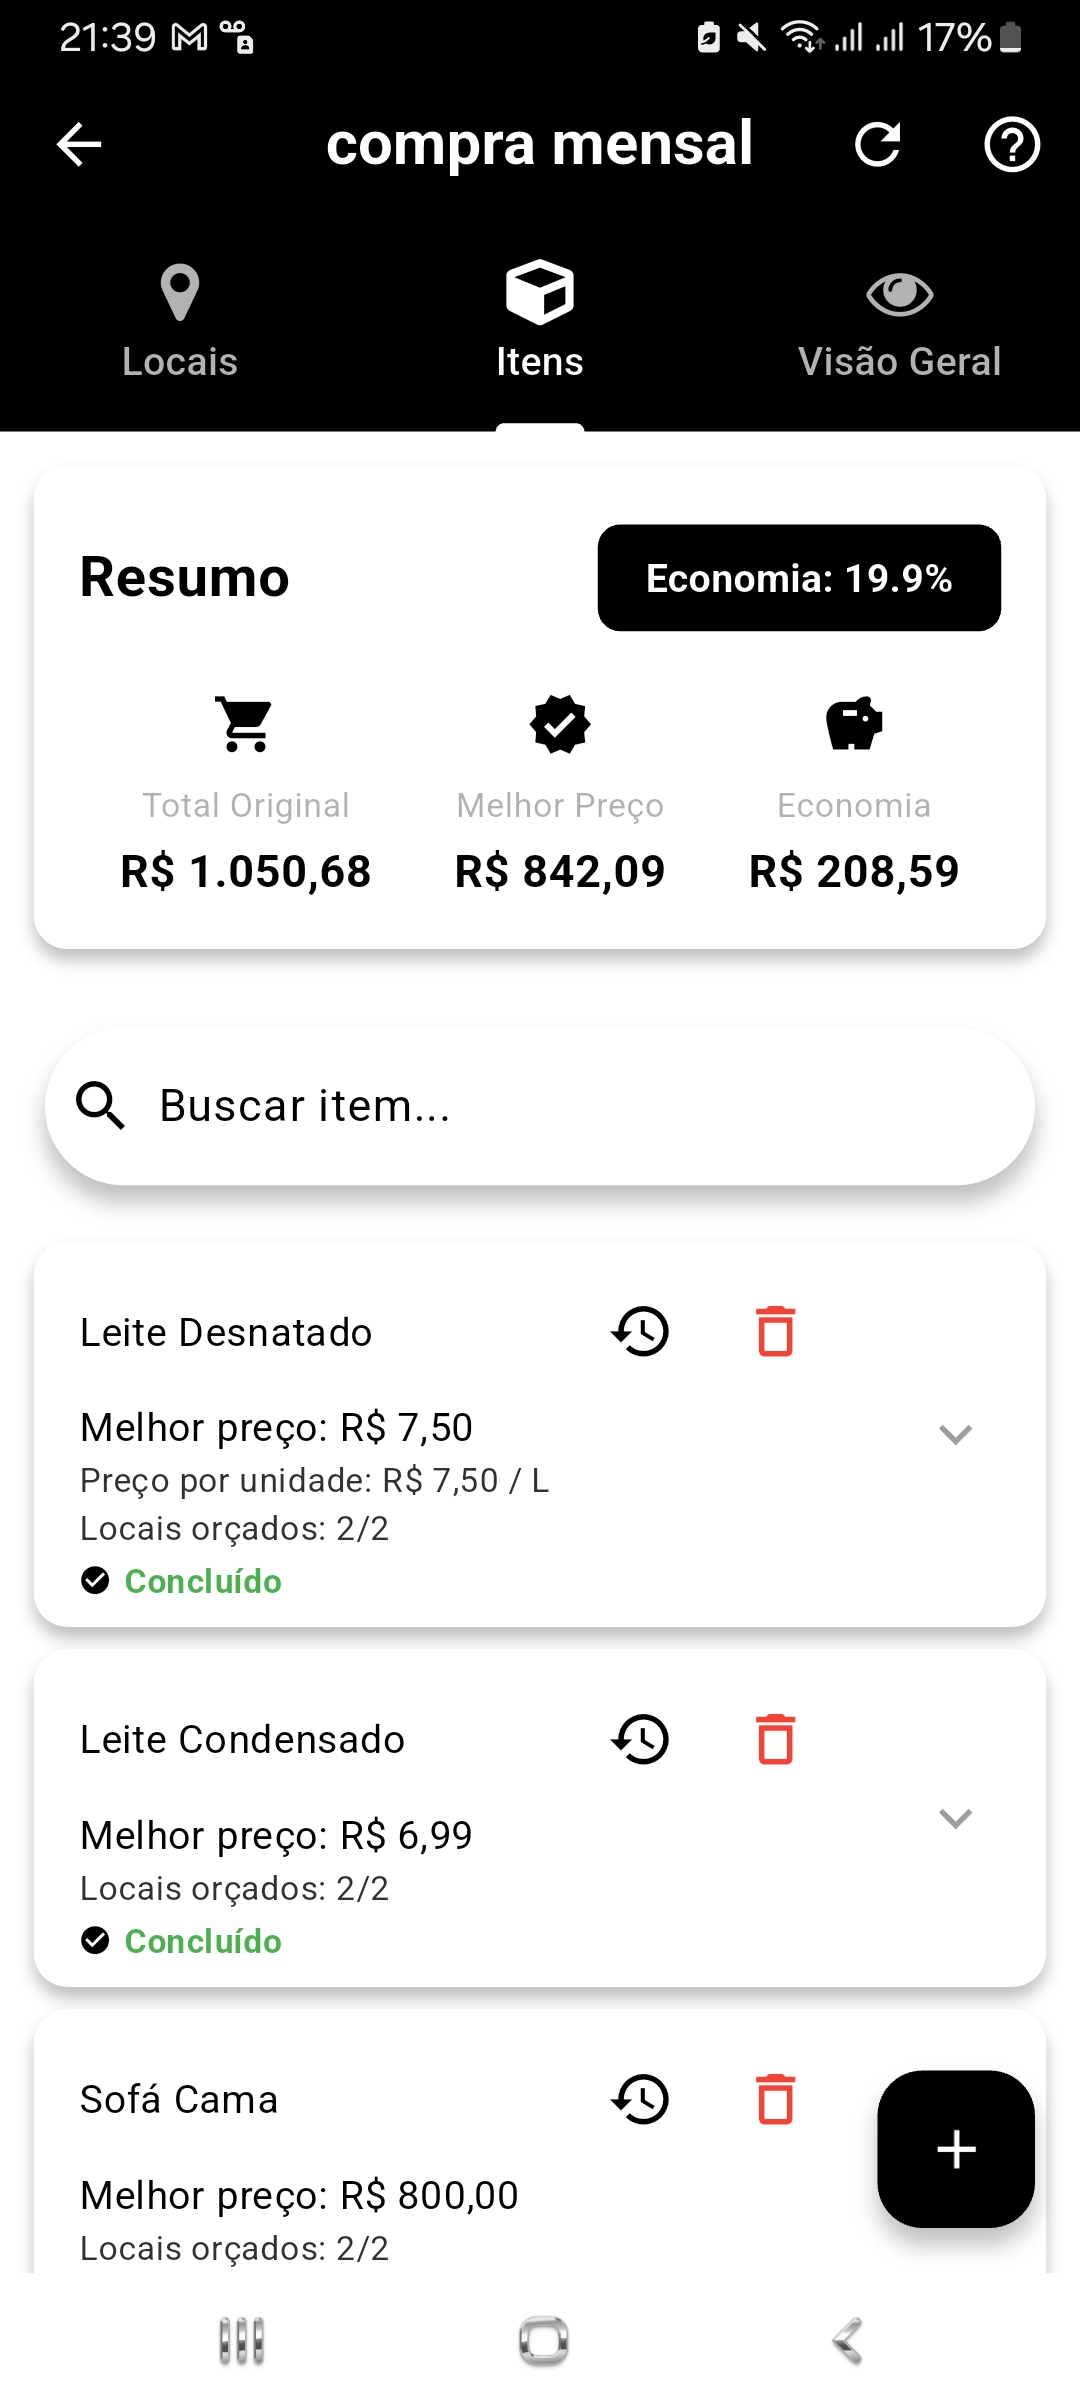 21:39 17%
compra mensal
Locais Itens Visão Geral
Resumo Economia: 19.9%
Total Original Melhor Preço Economia
R$ 1.050,68 R$ 842,09 R$ 208,59
Buscar item...
Leite Desnatado
Melhor preço: R$ 7,50
Preço por unidade: R$ 7,50 / L
Locais orçados: 2/2
Concluído
Leite Condensado
Melhor preço: R$ 6,99
Locais orçados: 2/2
Concluído
Sofá Cama
Melhor preço: R$ 800,00
Locais orçados: 2/2